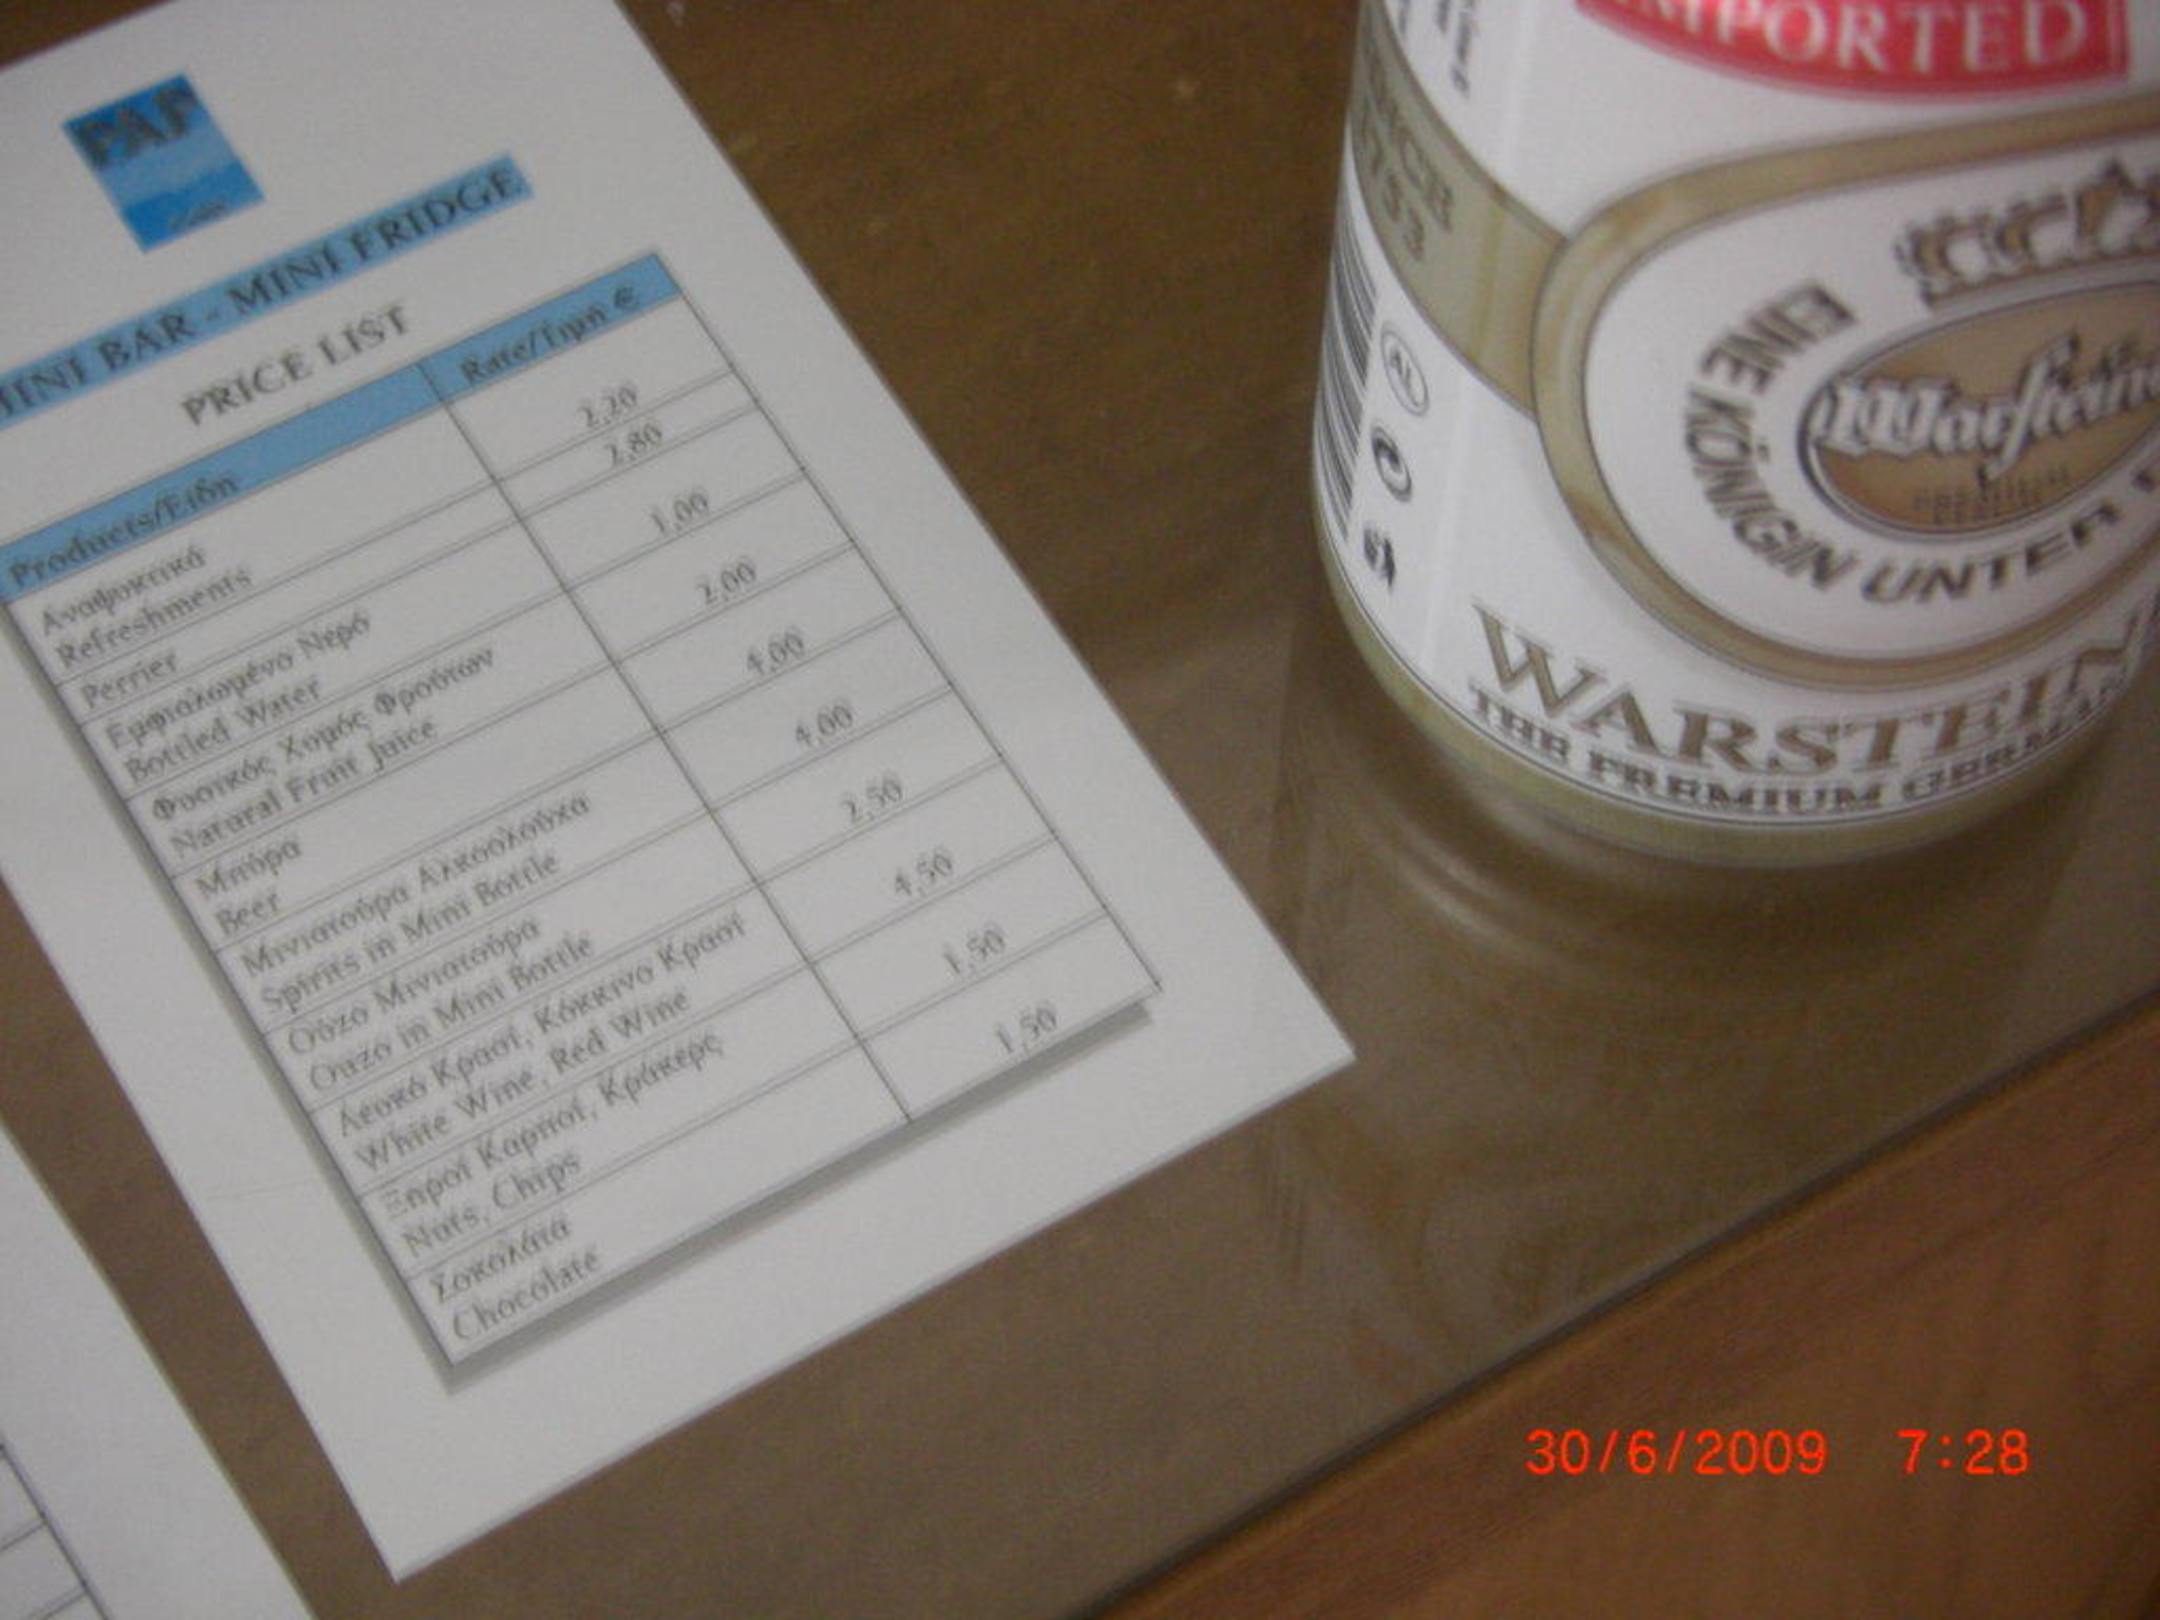 PAP
MINI BAR - MINI FRIDGE
PRICE LIST
Products/Είδη Rate/Τιμή €
Αναψυκτικά
Refreshments 2,20
Perrier 2,80
Εμφιαλωμένο Νερό
Bottled Water 1,00
Φυσικός Χυμός Φρούτων
Natural Fruit Juice 2,00
Μπύρα
Beer 4,00
Μινιατούρα Αλκοολούχα
Spirits in Mini Bottle 4,00
Ούζο Μινιατούρα
Ouzo in Mini Bottle 2,50
Λευκό Κρασί, Κόκκινο Κρασί
White Wine, Red Wine 4,50
Ξηροί Καρποί, Κράκερς
Nuts, Chips 1,50
Σοκολάτα
Chocolate 1,50
IMPORTED
EINE KÖNIGIN UNTER
PREMIUM
WARSTEIN
THE PREMIUM GERMAN
30/6/2009 7:28